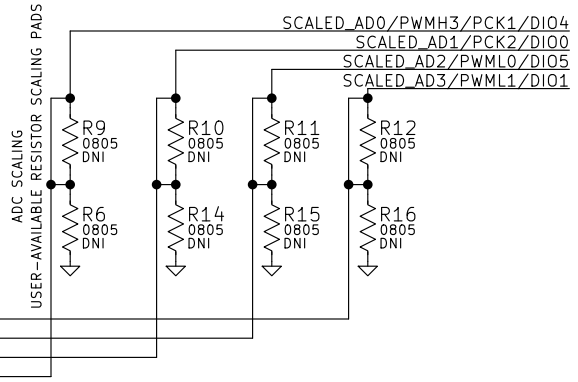 SCALED_AD0/PWMH3/PCK1/DIO4
SCALED_AD1/PCK2/DIO0
SCALED_AD2/PWML0/DIO5
SCALED_AD3/PWML1/DIO1
ADC SCALING
USER-AVAILABLE RESISTOR SCALING PADS
R9
0805
DNI
R10
0805
DNI
R11
0805
DNI
R12
0805
DNI
R6
0805
DNI
R14
0805
DNI
R15
0805
DNI
R16
0805
DNI